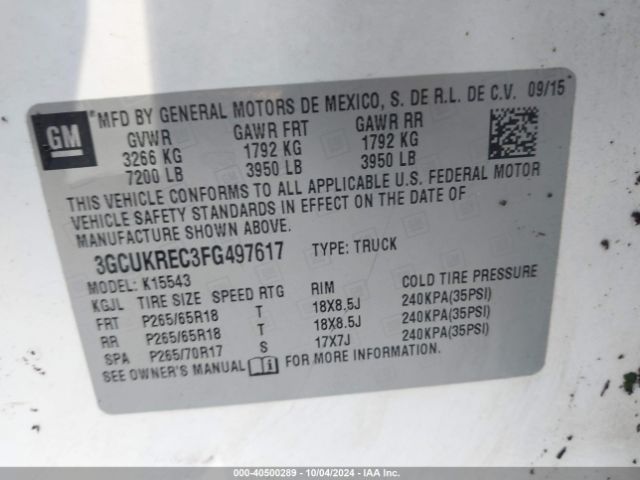 GM
*MFD BY GENERAL MOTORS DE MEXICO, S. DE R.L. DE C.V. 09/15
GVWR GAWR FRT GAWR RR
3266 KG 1792 KG 1792 KG
7200 LB 3950 LB 3950 LB
THIS VEHICLE CONFORMS TO ALL APPLICABLE U.S. FEDERAL MOTOR
VEHICLE SAFETY STANDARDS IN EFFECT ON THE DATE OF
MANUFACTURE SHOWN ABOVE.
3GCUKREC3FG497617 TYPE: TRUCK
MODEL: K15543
KGJL TIRE SIZE SPEED RTG RIM COLD TIRE PRESSURE
FRT P265/65R18 T 18X8.5J 240KPA(35PSI)
RR P265/65R18 T 18X8.5J 240KPA(35PSI)
SPA P265/70R17 S 17X7J 240KPA(35PSI)
SEE OWNER'S MANUAL FOR MORE INFORMATION.
000-40500289 - 10/04/2024 - IAA Inc.